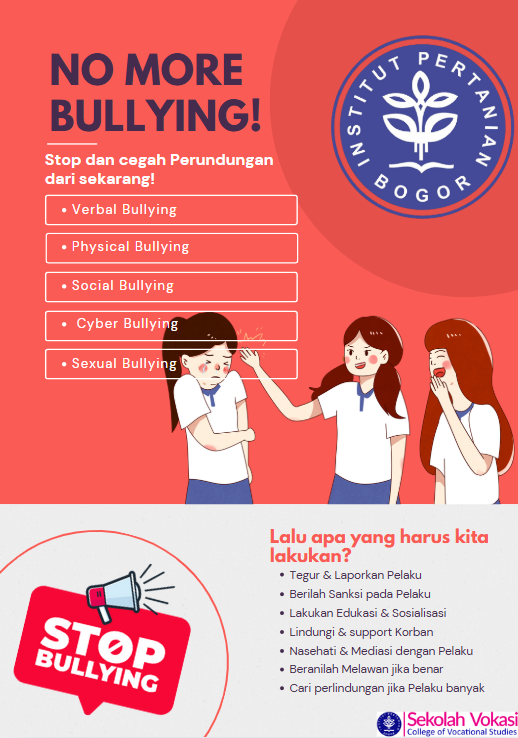 NO MORE
BULLYING!
INSTITUT PERTANIAN
BOGOR
Stop dan cegah Perundungan
dari sekarang!
• Verbal Bullying
• Physical Bullying
• Social Bullying
• Cyber Bullying
• Sexual Bullying
STOP
BULLYING
Lalu apa yang harus kita
lakukan?
• Tegur & Laporkan Pelaku
• Berilah Sanksi pada Pelaku
• Lakukan Edukasi & Sosialisasi
• Lindungi & support Korban
• Nasehati & Mediasi dengan Pelaku
• Beranilah Melawan jika benar
• Cari perlindungan jika Pelaku banyak
Sekolah Vokasi
College of Vocational Studies